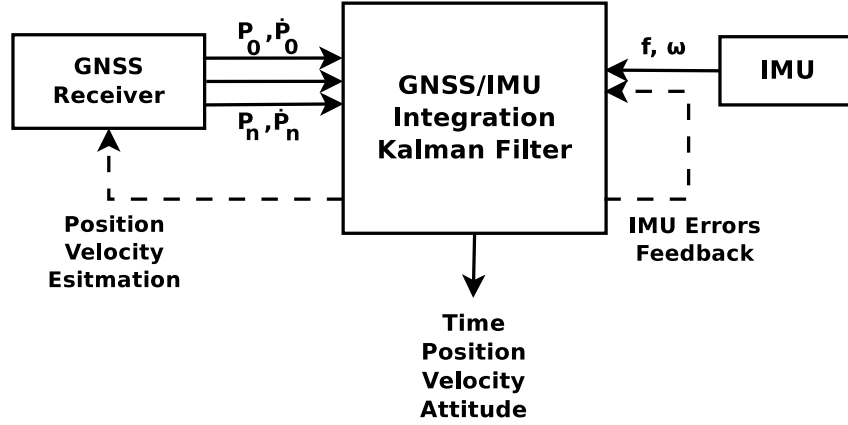 P₀,Ṗ₀
GNSS
Receiver
Pₙ,Ṗₙ
GNSS/IMU
Integration
Kalman Filter
f, ω
IMU
Position
Velocity
Esitmation
IMU Errors
Feedback
Time
Position
Velocity
Attitude